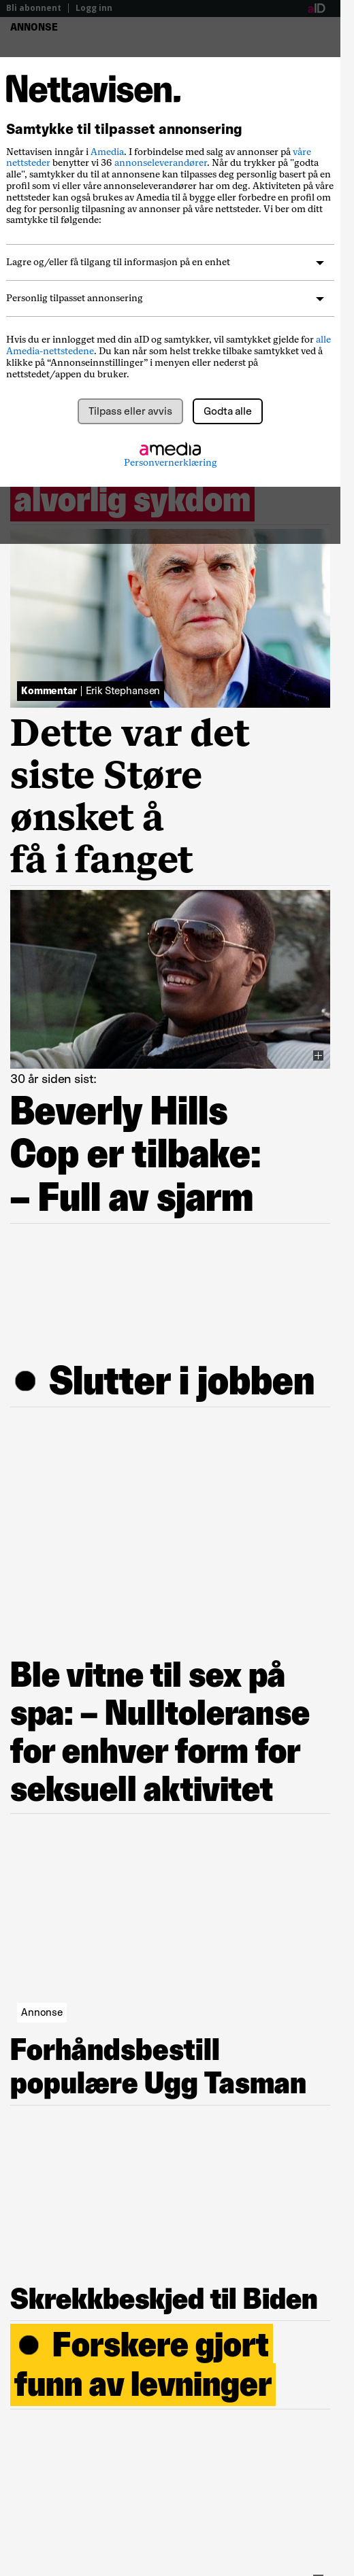 Bli abonnent | Logg inn
aID
ANNONSE
Nettavisen.
Samtykke til tilpasset annonsering
Nettavisen inngår i Amedia. I forbindelse med salg av annonser på våre
nettsteder benytter vi 36 annonseleverandører. Når du trykker på "godta
alle", samtykker du til at annonsene kan tilpasses deg personlig basert på en
profil som vi eller våre annonseleverandører har om deg. Aktiviteten på våre
nettsteder kan også brukes av Amedia til å bygge eller forbedre en profil om
deg for personlig tilpasning av annonser på våre nettsteder. Vi ber om ditt
samtykke til følgende:
Lagre og/eller få tilgang til informasjon på en enhet
Personlig tilpasset annonsering
Hvis du er innlogget med din aID og samtykker, vil samtykket gjelde for alle
Amedia-nettstedene. Du kan når som helst trekke tilbake samtykket ved å
klikke på “Annonseinnstillinger” i menyen eller nederst på
nettstedet/appen du bruker.
Tilpass eller avvis
Godta alle
amedia
Personvernerklæring
alvorlig sykdom
Kommentar | Erik Stephansen
Dette var det
siste Støre
ønsket å
få i fanget
30 år siden sist:
Beverly Hills
Cop er tilbake:
– Full av sjarm
● Slutter i jobben
Ble vitne til sex på
spa: – Nulltoleranse
for enhver form for
seksuell aktivitet
Annonse
Forhåndsbestill
populære Ugg Tasman
Skrekkbeskjed til Biden
● Forskere gjort
funn av levninger